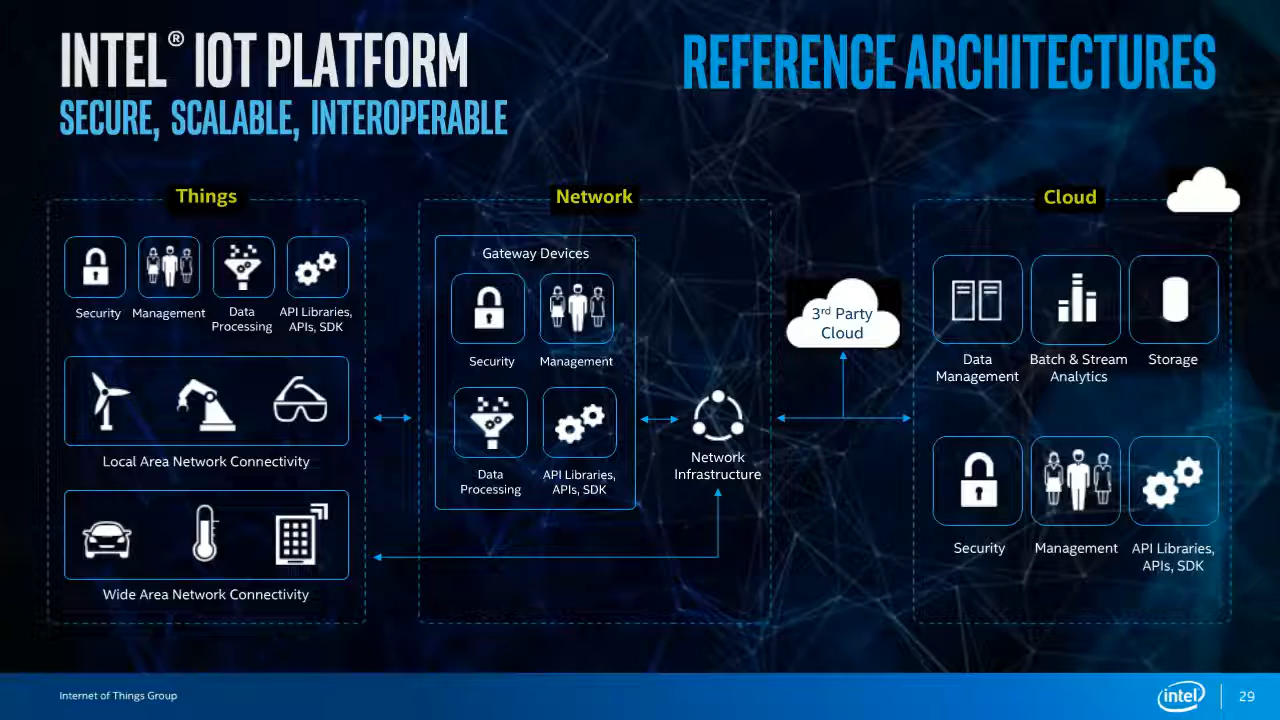 INTEL® IOT PLATFORM
SECURE, SCALABLE, INTEROPERABLE
REFERENCE ARCHITECTURES
Things
Security
Management
Data
Processing
API Libraries,
APIs, SDK
Local Area Network Connectivity
Wide Area Network Connectivity
Network
Gateway Devices
Security
Management
Data
Processing
API Libraries,
APIs, SDK
Network
Infrastructure
3rd Party
Cloud
Cloud
Data
Management
Batch & Stream
Analytics
Storage
Security
Management
API Libraries,
APIs, SDK
Internet of Things Group
intel
29